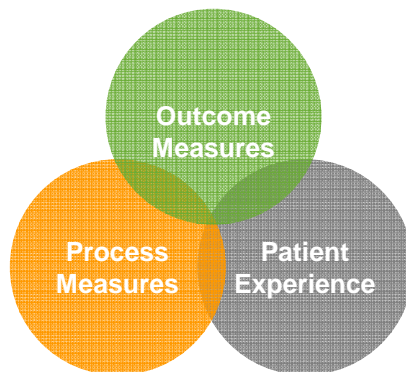 Outcome
Measures
Process
Measures
Patient
Experience